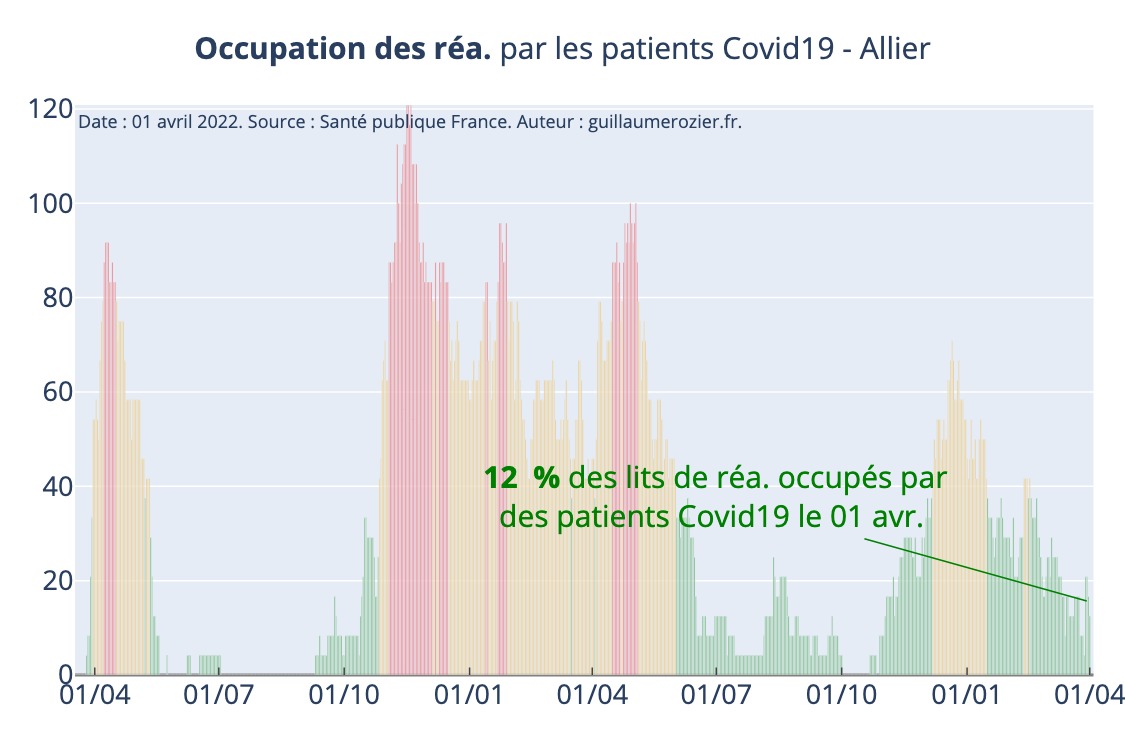 Occupation des réa. par les patients Covid19 - Allier
120
Date : 01 avril 2022. Source : Santé publique France. Auteur : guillaumerozier.fr.
100
80
60
12 % des lits de réa. occupés par
40
des patients Covid19 le 01 avr.
20
0
01/04 01/07 01/10 01/01 01/04 01/07 01/10 01/01 01/04